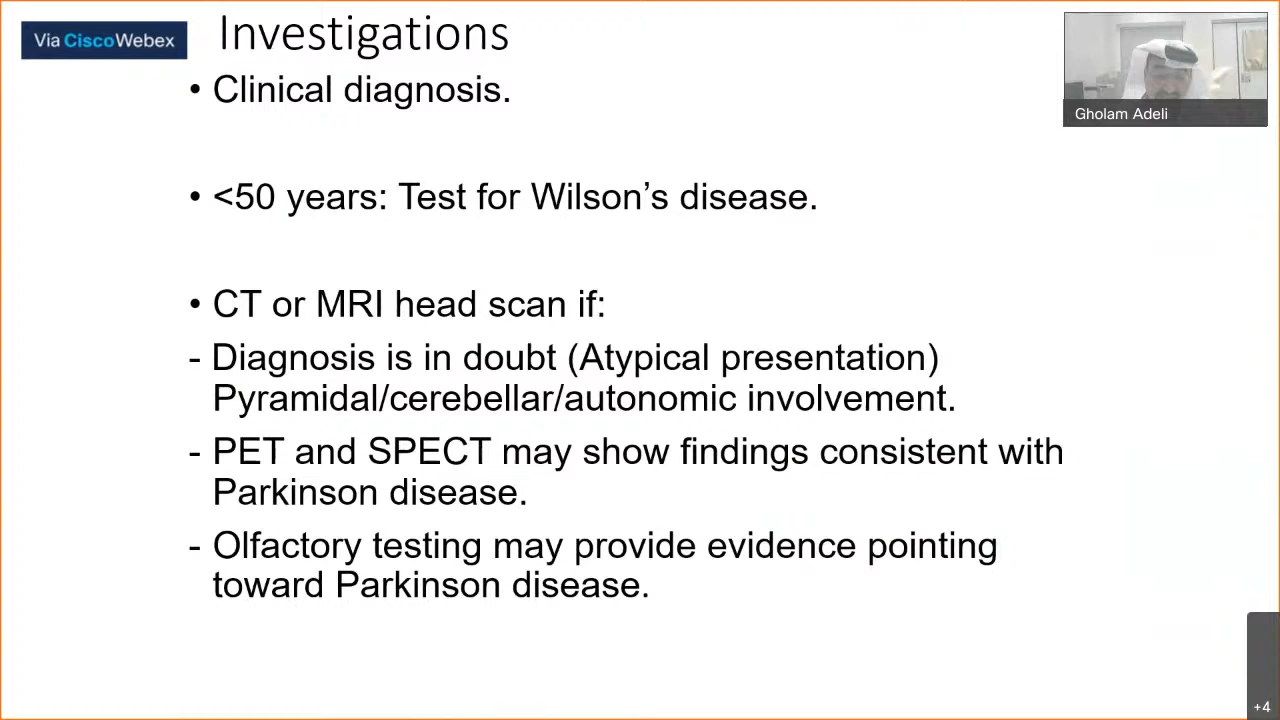 Via CiscoWebex
Investigations
• Clinical diagnosis.
Gholam Adeli
• <50 years: Test for Wilson’s disease.
• CT or MRI head scan if:
- Diagnosis is in doubt (Atypical presentation)
Pyramidal/cerebellar/autonomic involvement.
- PET and SPECT may show findings consistent with
Parkinson disease.
- Olfactory testing may provide evidence pointing
toward Parkinson disease.
+4